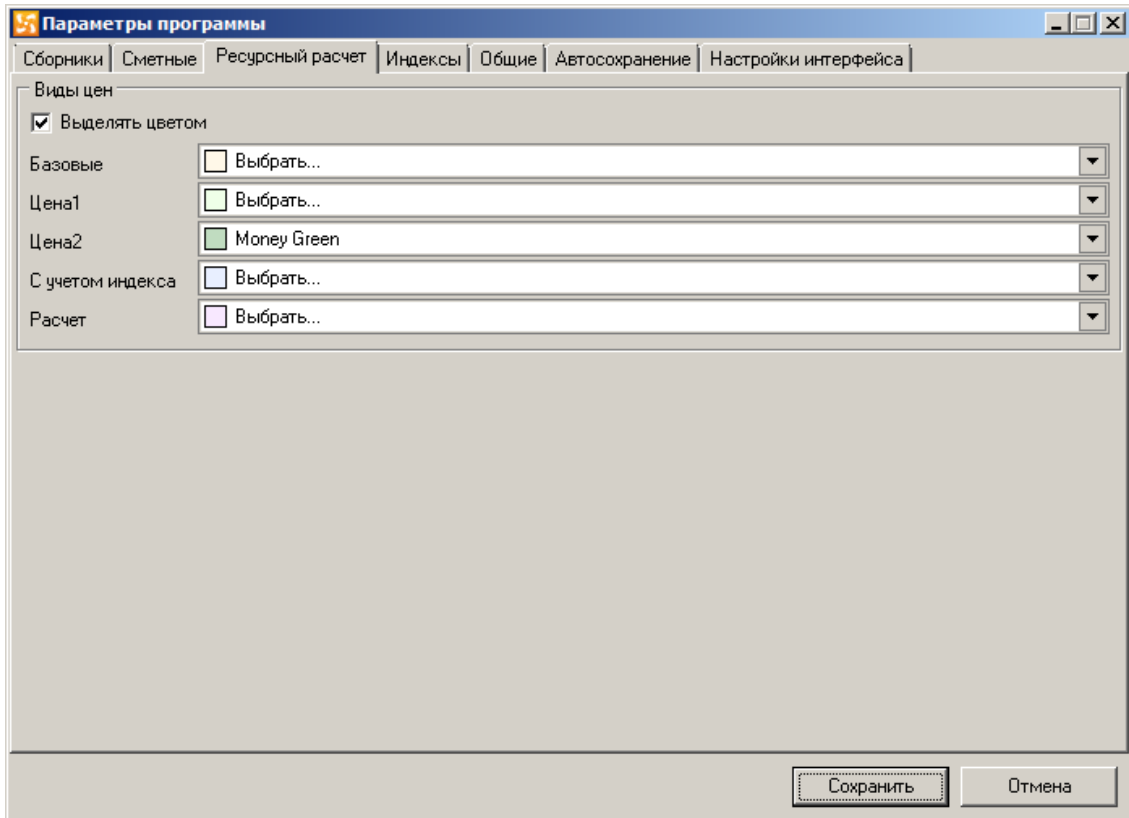 Параметры программы
Сборники Сметные Ресурсный расчет Индексы Общие Автосохранение Настройки интерфейса
Виды цен
Выделять цветом
Базовые Выбрать...
Цена1 Выбрать...
Цена2 Money Green
С учетом индекса Выбрать...
Расчет Выбрать...
Сохранить Отмена